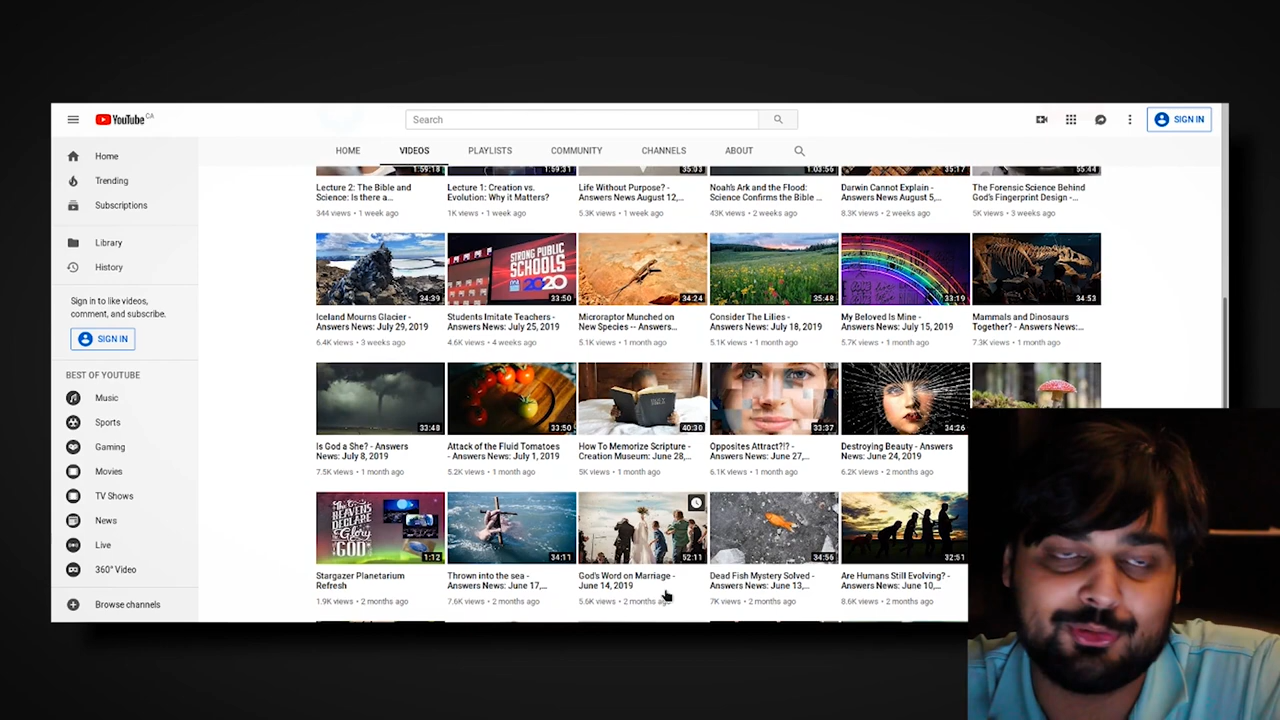 YouTube CA
Search
SIGN IN
HOME
VIDEOS
PLAYLISTS
COMMUNITY
CHANNELS
ABOUT
Home
Trending
Subscriptions
Library
History
Sign in to like videos,
comment, and subscribe.
SIGN IN
BEST OF YOUTUBE
Music
Sports
Gaming
Movies
TV Shows
News
Live
360° Video
Browse channels
1:59:18
1:59:31
35:03
1:03:56
35:17
55:44
Lecture 2: The Bible and
Science: Is there a...
344 views • 1 week ago
Lecture 1: Creation vs.
Evolution: Why it Matters?
1K views • 1 week ago
Life Without Purpose? -
Answers News August 12,...
5.3K views • 1 week ago
Noah's Ark and the Flood:
Science Confirms the Bible ...
43K views • 2 weeks ago
Darwin Cannot Explain -
Answers News August 5,...
8.3K views • 2 weeks ago
The Forensic Science Behind
God's Fingerprint Design -...
5K views • 3 weeks ago
34:39
Iceland Mourns Glacier -
Answers News: July 29, 2019
6.4K views • 3 weeks ago
STRONG PUBLIC
SCHOOLS
2020
33:50
Students Imitate Teachers -
Answers News: July 25, 2019
4.6K views • 4 weeks ago
34:24
Microraptor Munched on
New Species -- Answers...
5.1K views • 1 month ago
35:48
Consider The Lilies -
Answers News: July 18, 2019
5.1K views • 1 month ago
33:19
My Beloved Is Mine -
Answers News: July 15, 2019
5.7K views • 1 month ago
34:53
Mammals and Dinosaurs
Together? - Answers News:...
7.3K views • 1 month ago
33:48
Is God a She? - Answers
News: July 8, 2019
7.5K views • 1 month ago
33:50
Attack of the Fluid Tomatoes
- Answers News: July 1, 2019
5.2K views • 1 month ago
40:30
How To Memorize Scripture -
Creation Museum: June 28,...
5K views • 1 month ago
33:37
Opposites Attract?!? -
Answers News: June 27,...
6.1K views • 1 month ago
34:26
Destroying Beauty - Answers
News: June 24, 2019
6.2K views • 2 months ago
THE
HEAVENS
DECLARE
THE Glory
OF GOD
1:12
Stargazer Planetarium
Refresh
1.9K views • 2 months ago
34:11
Thrown into the sea -
Answers News: June 17,...
7.6K views • 2 months ago
52:11
God's Word on Marriage -
June 14, 2019
5.6K views • 2 months ago
34:56
Dead Fish Mystery Solved -
Answers News: June 13,...
7K views • 2 months ago
32:51
Are Humans Still Evolving? -
Answers News: June 10,...
8.6K views • 2 months ago